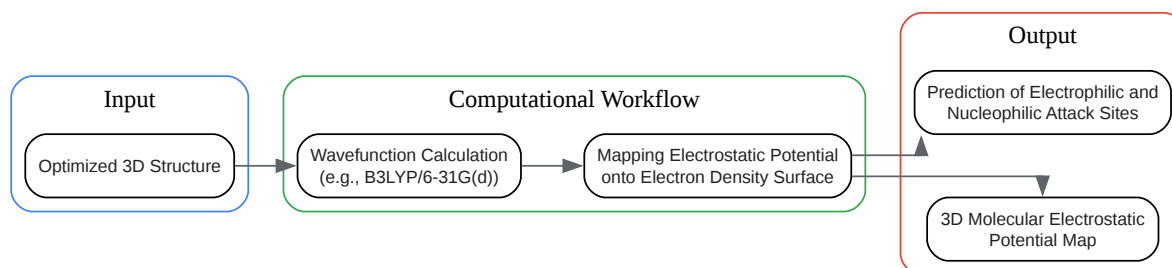 Input
Optimized 3D Structure
Computational Workflow
Wavefunction Calculation
(e.g., B3LYP/6-31G(d))
Mapping Electrostatic Potential
onto Electron Density Surface
Output
Prediction of Electrophilic and
Nucleophilic Attack Sites
3D Molecular Electrostatic
Potential Map